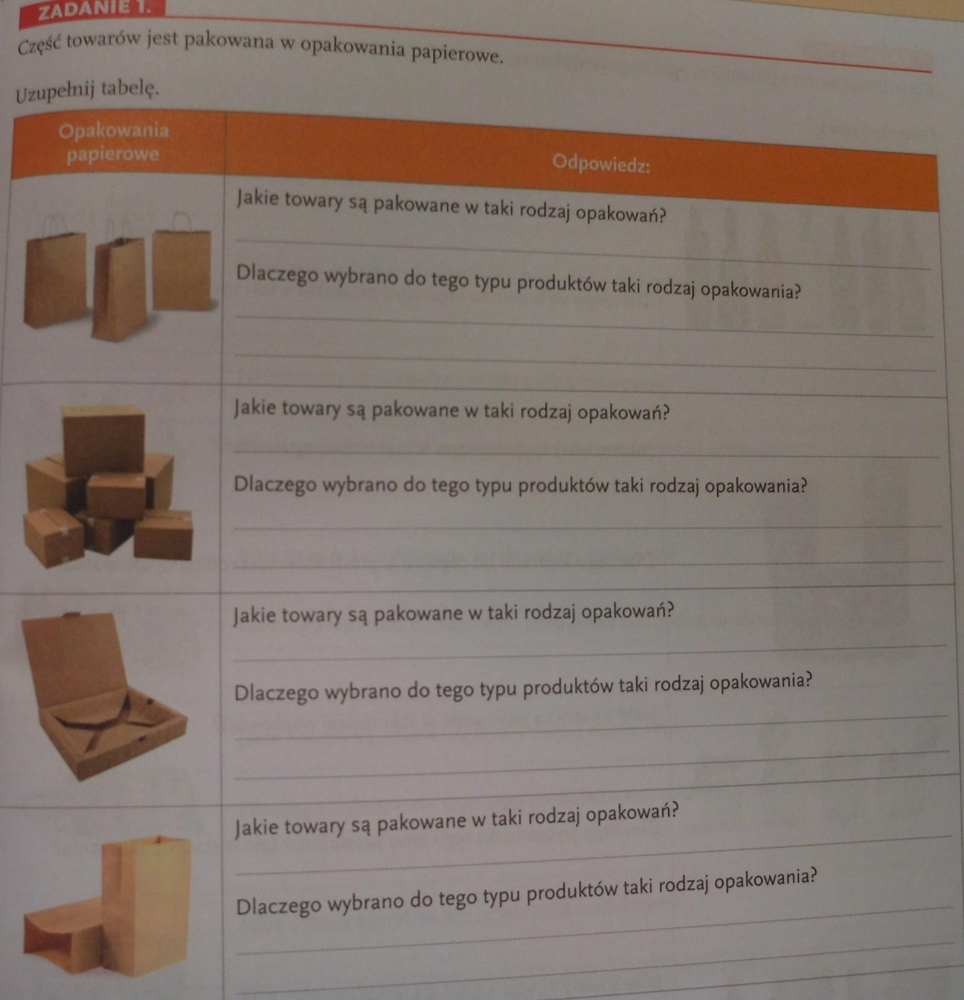 ZADANIE 1.
Część towarów jest pakowana w opakowania papierowe.
Uzupełnij tabelę.
Opakowania
papierowe
Odpowiedz:
Jakie towary są pakowane w taki rodzaj opakowań?
Dlaczego wybrano do tego typu produktów taki rodzaj opakowania?
Jakie towary są pakowane w taki rodzaj opakowań?
Dlaczego wybrano do tego typu produktów taki rodzaj opakowania?
Jakie towary są pakowane w taki rodzaj opakowań?
Dlaczego wybrano do tego typu produktów taki rodzaj opakowania?
Jakie towary są pakowane w taki rodzaj opakowań?
Dlaczego wybrano do tego typu produktów taki rodzaj opakowania?